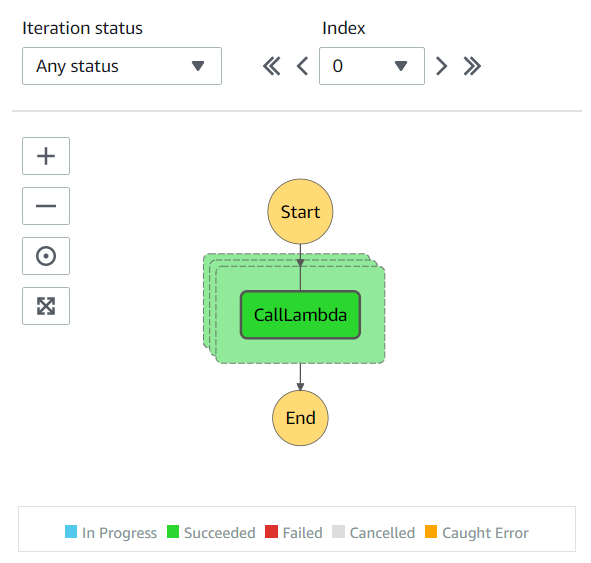 Iteration status
Index
Any status
0
Start
CallLambda
End
In Progress Succeeded Failed Cancelled Caught Error